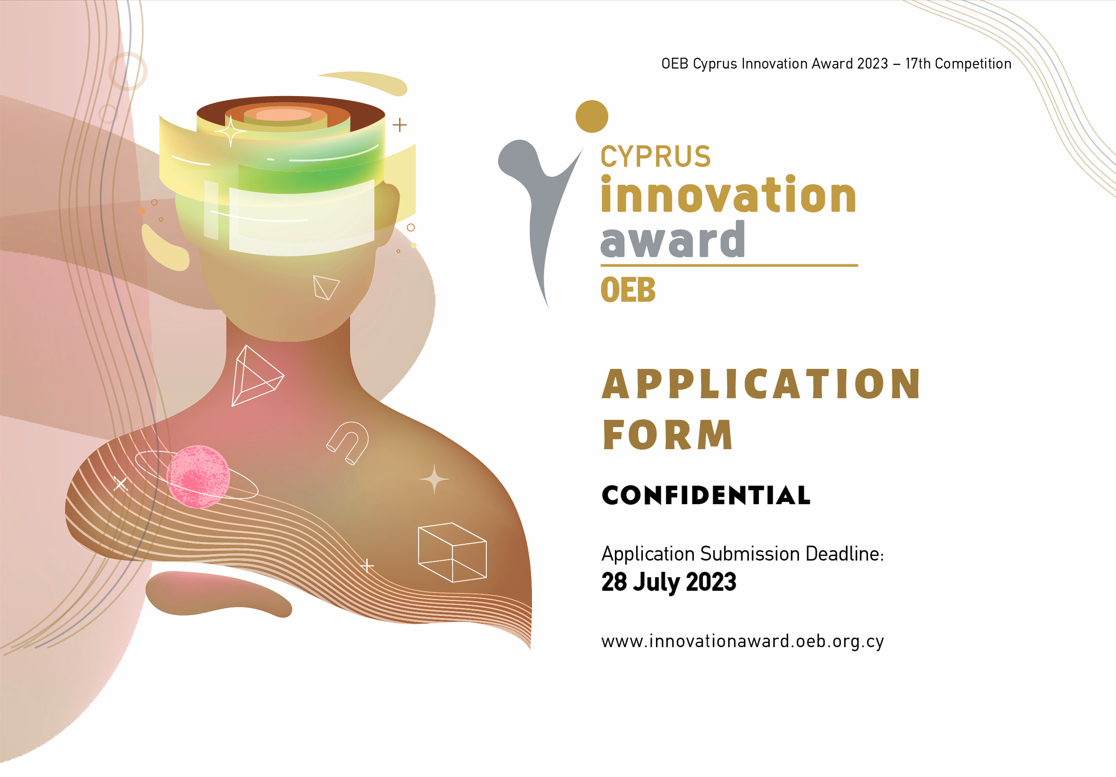 OEB Cyprus Innovation Award 2023 – 17th Competition
CYPRUS
innovation
award
OEB
APPLICATION
FORM
CONFIDENTIAL
Application Submission Deadline:
28 July 2023
www.innovationaward.oeb.org.cy